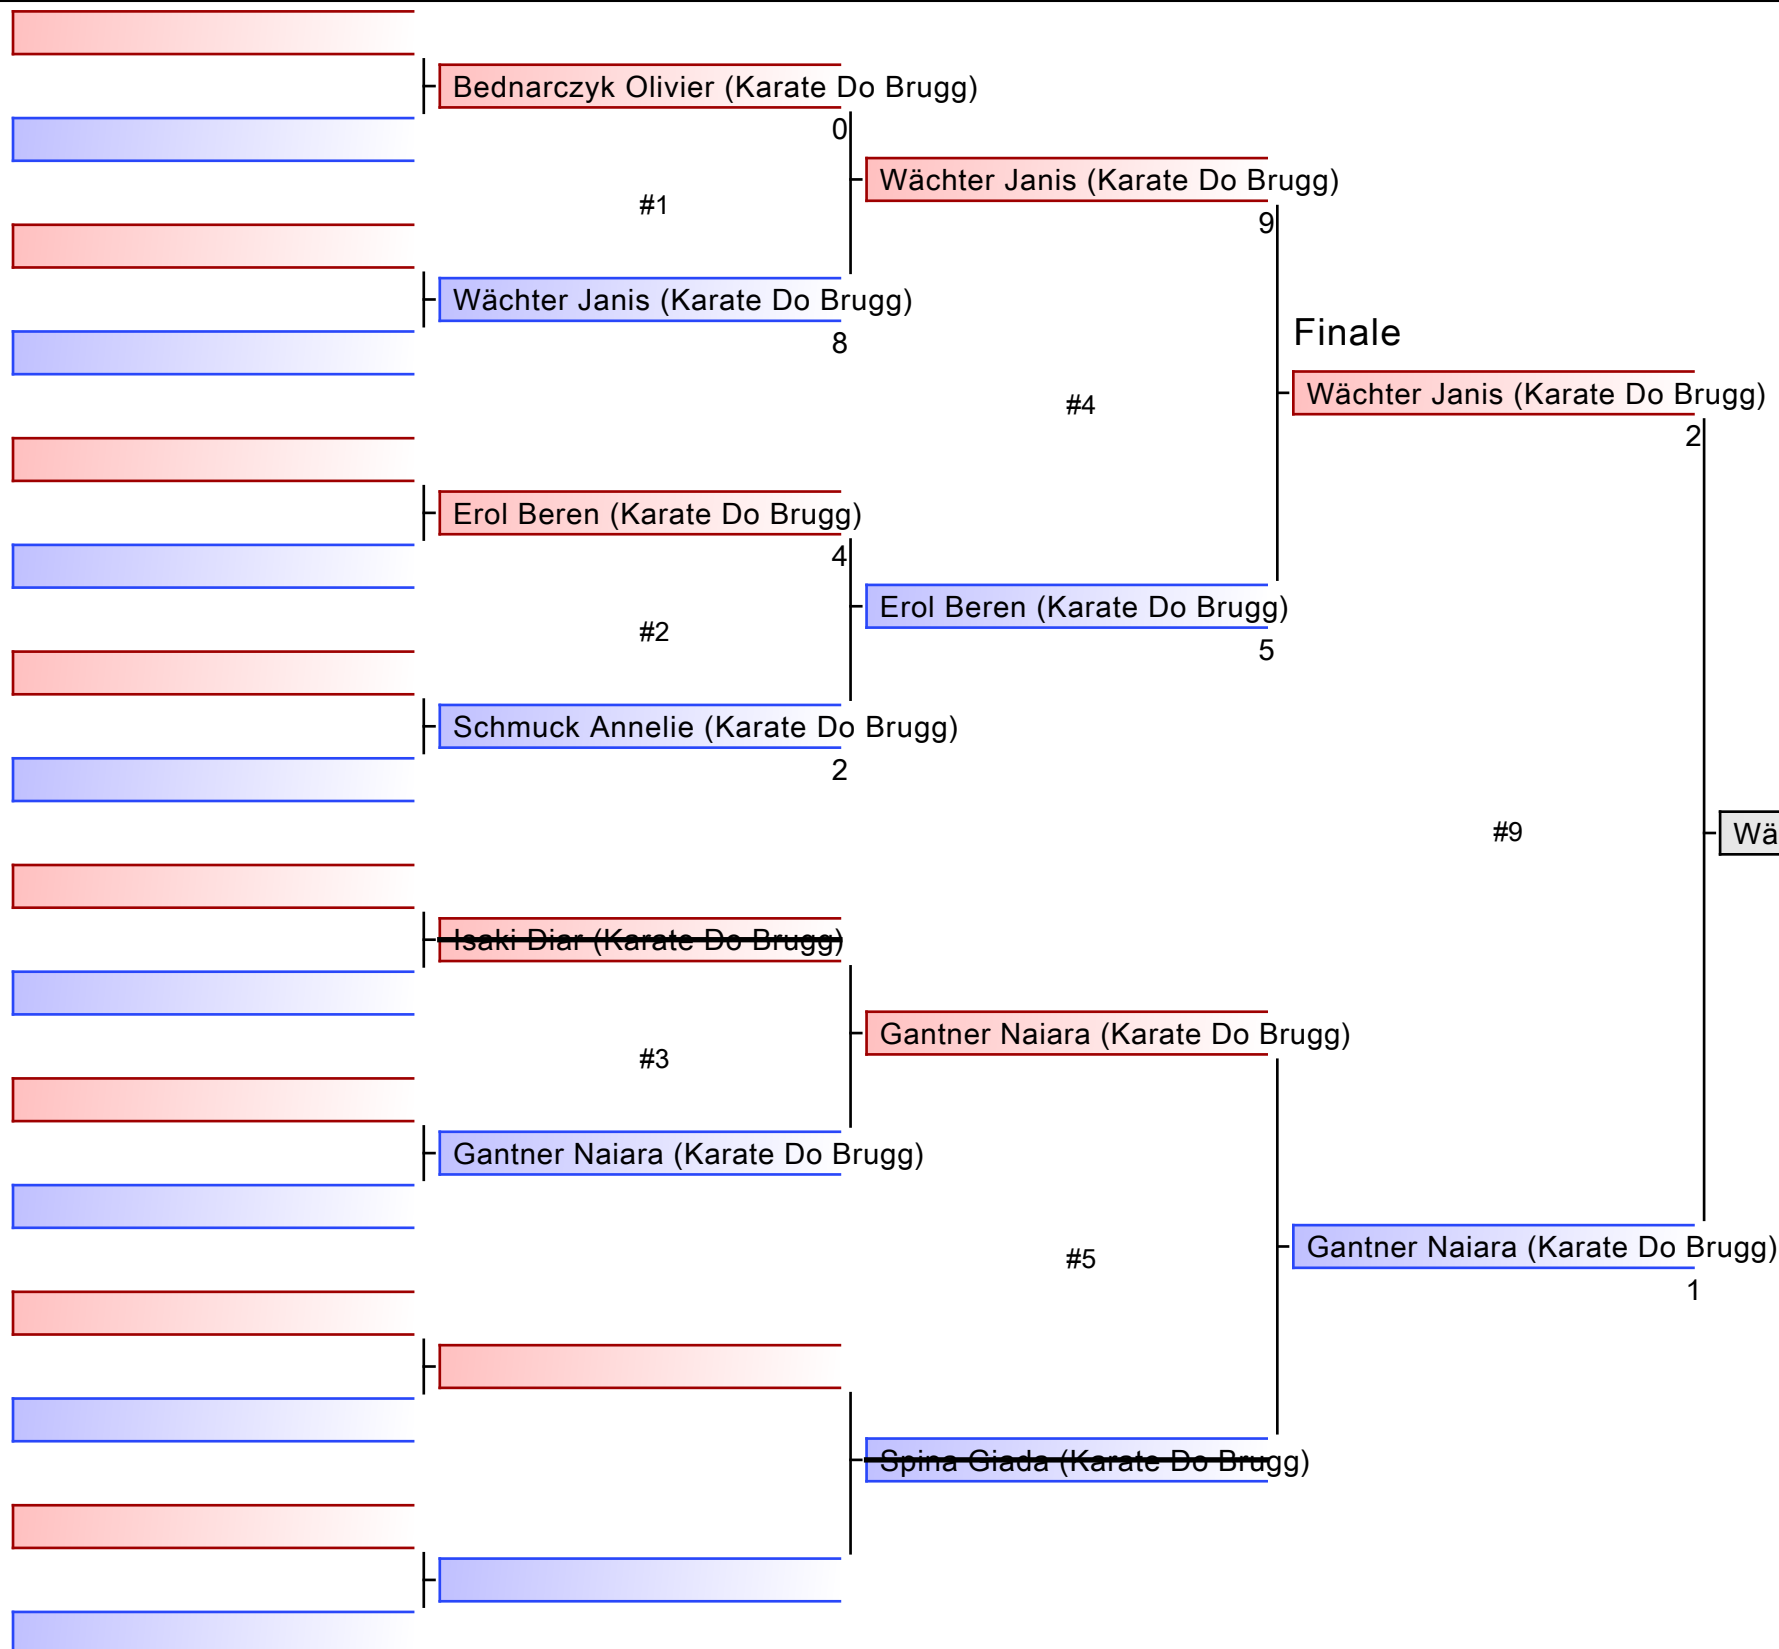 Bednarczyk Olivier (Karate Do Brugg)
0
Wächter Janis (Karate Do Brugg)
9
#1
Wächter Janis (Karate Do Brugg)
8
Finale
Wächter Janis (Karate Do Brugg)
2
#4
Erol Beren (Karate Do Brugg)
4
Erol Beren (Karate Do Brugg)
5
#2
Schmuck Annelie (Karate Do Brugg)
2
#9
Wä
Isaki Diar (Karate Do Brugg)
Gantner Naiara (Karate Do Brugg)
#3
Gantner Naiara (Karate Do Brugg)
#5
Gantner Naiara (Karate Do Brugg)
1
Spina Giada (Karate Do Brugg)